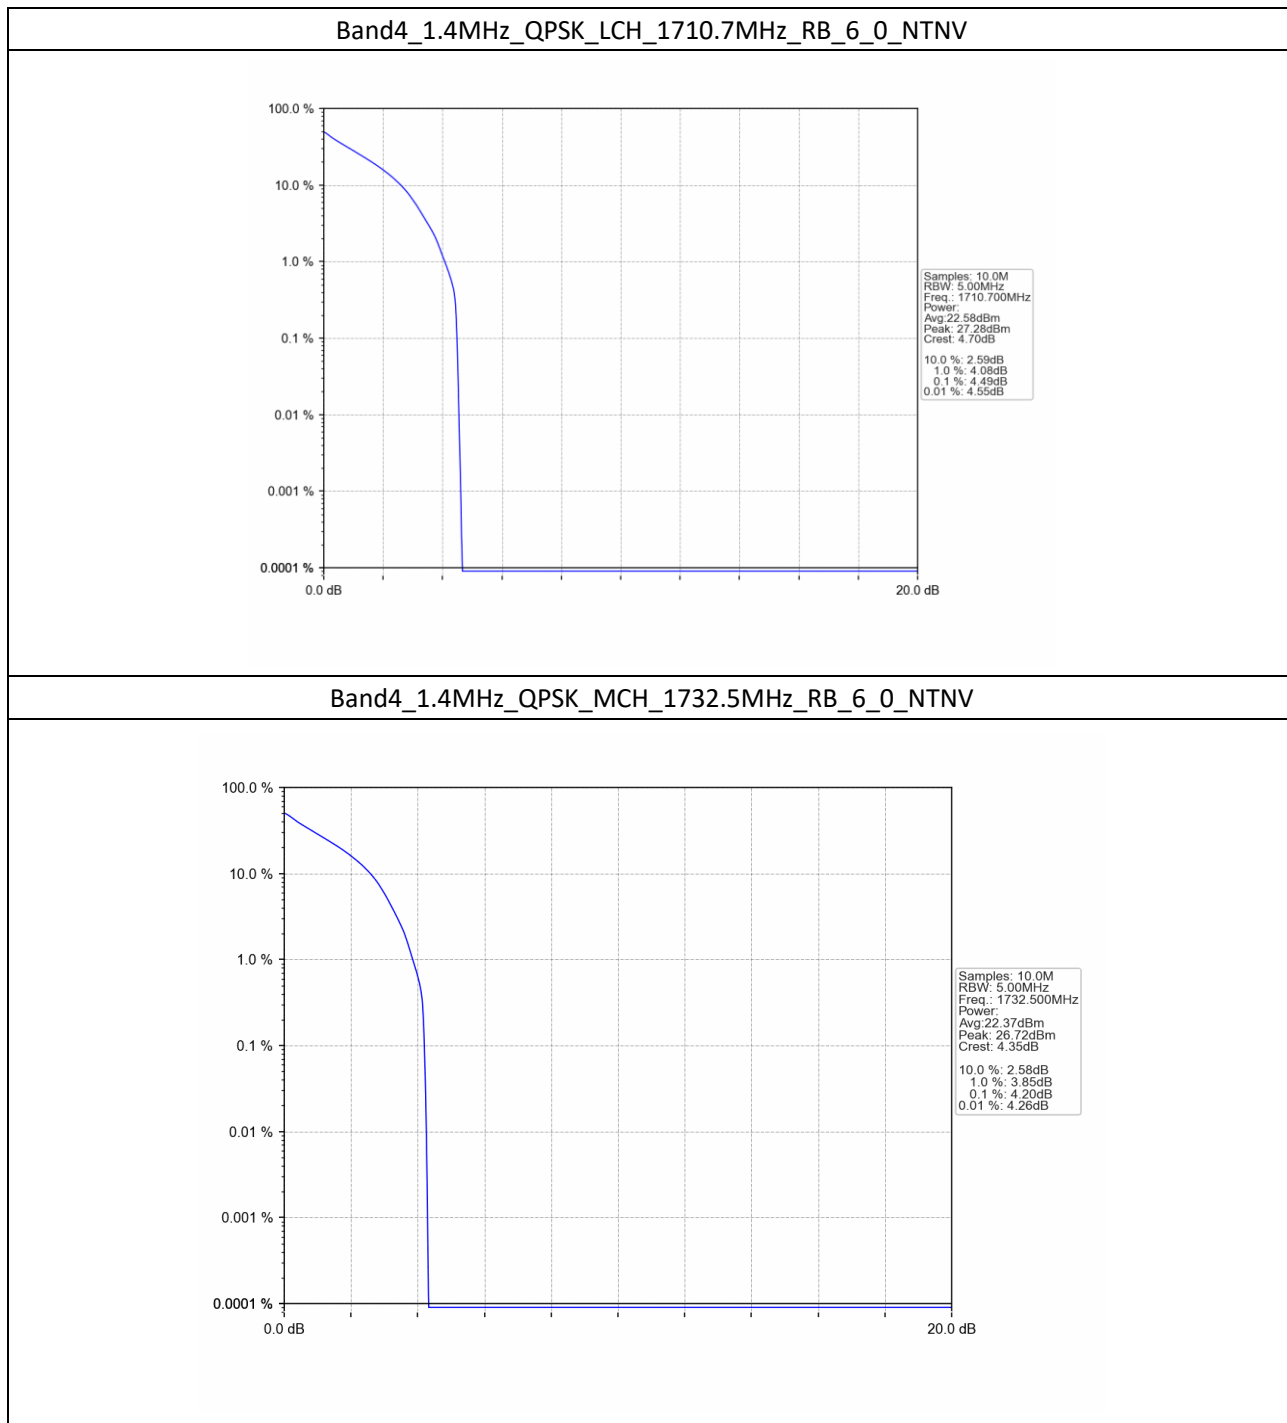 Band4_1.4MHz_QPSK_LCH_1710.7MHz_RB_6_0_NTNV
100.0 %
10.0 %
1.0 %
0.1 %
0.01 %
0.001 %
0.0001 %
0.0 dB
20.0 dB
Samples: 10.0M
RBW: 5.00MHz
Freq.: 1710.700MHz
Power:
Avg:22.58dBm
Peak: 27.28dBm
Crest: 4.70dB
10.0 %: 2.59dB
1.0 %: 4.08dB
0.1 %: 4.49dB
0.01 %: 4.55dB
Band4_1.4MHz_QPSK_MCH_1732.5MHz_RB_6_0_NTNV
100.0 %
10.0 %
1.0 %
0.1 %
0.01 %
0.001 %
0.0001 %
0.0 dB
20.0 dB
Samples: 10.0M
RBW: 5.00MHz
Freq.: 1732.500MHz
Power:
Avg:22.37dBm
Peak: 26.72dBm
Crest: 4.35dB
10.0 %: 2.58dB
1.0 %: 3.85dB
0.1 %: 4.20dB
0.01 %: 4.26dB